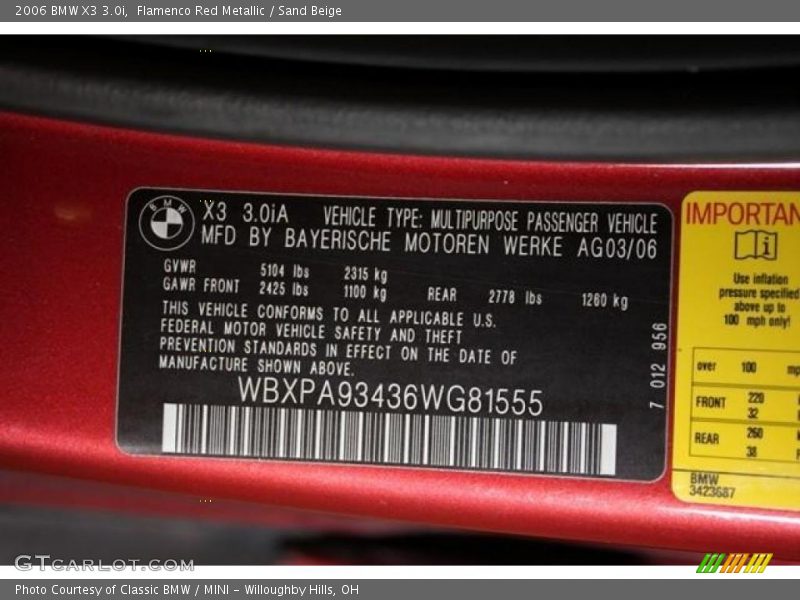 2006 BMW X3 3.0i,  Flamenco Red Metallic / Sand Beige
BMW
X3 3.0iA VEHICLE TYPE: MULTIPURPOSE PASSENGER VEHICLE
MFD BY BAYERISCHE MOTOREN WERKE AG03/06
GVWR 5104 lbs 2315 kg
GAWR FRONT 2425 lbs 1100 kg REAR 2778 lbs 1260 kg
THIS VEHICLE CONFORMS TO ALL APPLICABLE U.S.
FEDERAL MOTOR VEHICLE SAFETY AND THEFT
PREVENTION STANDARDS IN EFFECT ON THE DATE OF
MANUFACTURE SHOWN ABOVE.
WBXPA93436WG81555
7 012 956
IMPORTAN
i
Use inflation
pressure specified
above up to
100 mph only!
over 100 mp
FRONT 220
32
REAR 260
38
BMW
3423687
GTcarLot.com
Photo Courtesy of Classic BMW / MINI - Willoughby Hills, OH